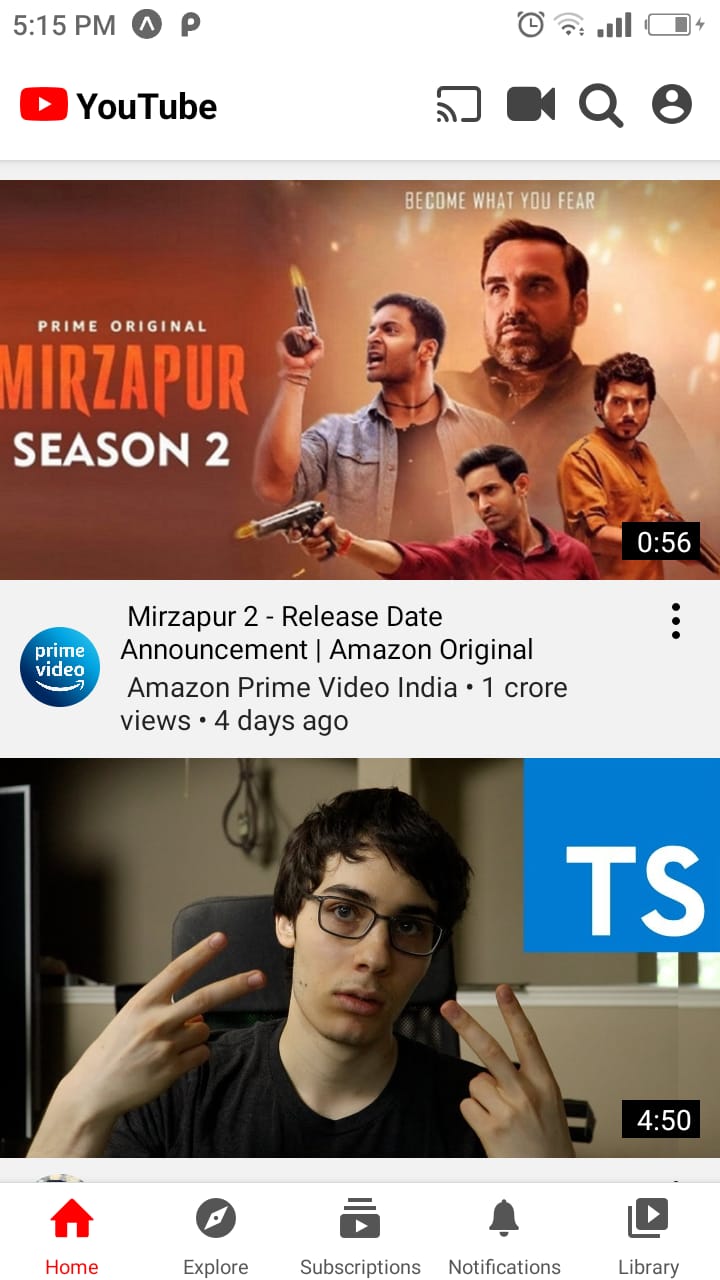 5:15 PM
YouTube
BECOME WHAT YOU FEAR
PRIME ORIGINAL
MIRZAPUR
SEASON 2
0:56
Mirzapur 2 - Release Date
Announcement | Amazon Original
prime
video
Amazon Prime Video India • 1 crore
views • 4 days ago
TS
4:50
Home
Explore
Subscriptions
Notifications
Library